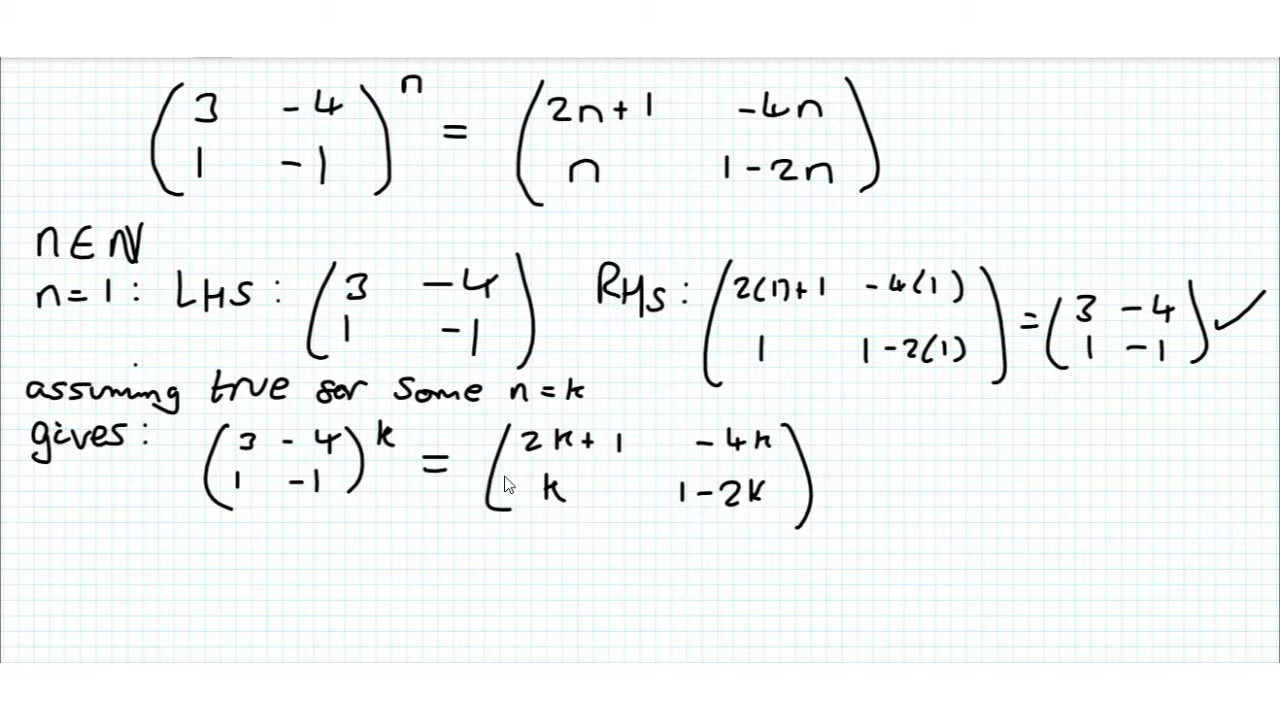 (3 -4
1 -1)^n = (2n+1 -4n
n 1-2n)
n∈ℕ
n=1: LHS: (3 -4
1 -1) RHS: (2(1)+1 -4(1)
1 1-2(1)) = (3 -4
1 -1) ✓
assuming true for some n=k
gives: (3 -4
1 -1)^k = (2k+1 -4k
k 1-2k)